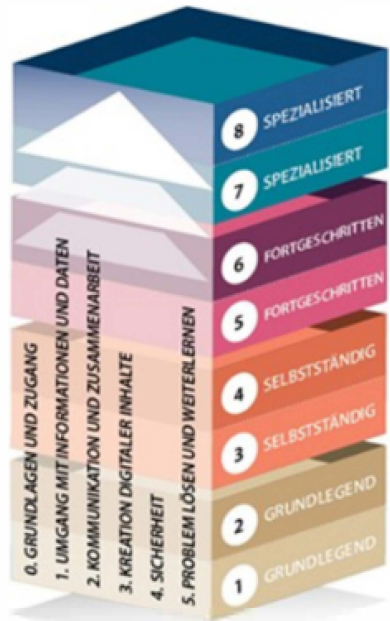 8 SPEZIALISIERT
7 SPEZIALISIERT
6 FORTGESCHRITTEN
5 FORTGESCHRITTEN
4 SELBSTSTÄNDIG
3 SELBSTSTÄNDIG
2 GRUNDLEGEND
1 GRUNDLEGEND
0. GRUNDLAGEN UND ZUGANG
1. UMGANG MIT INFORMATIONEN UND DATEN
2. KOMMUNIKATION UND ZUSAMMENARBEIT
3. KREATION DIGITALER INHALTE
4. SICHERHEIT
5. PROBLEM LÖSEN UND WEITERLERNEN